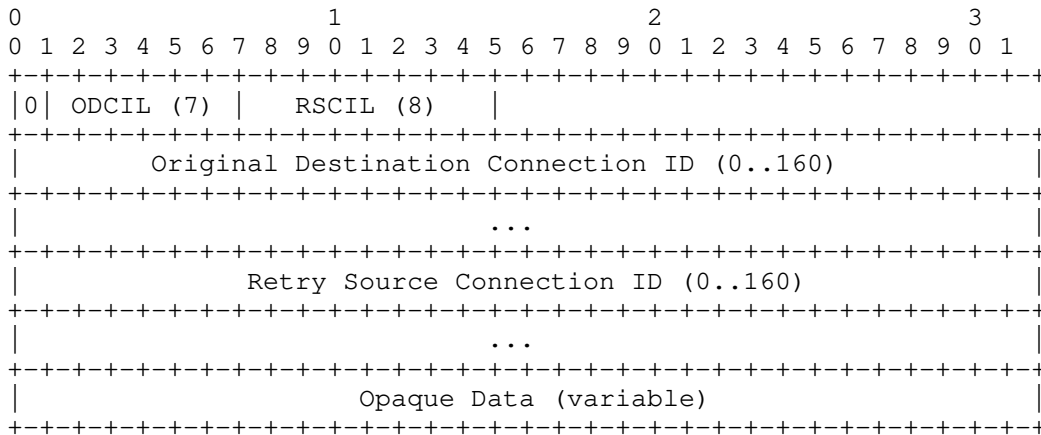 0                   1                   2                   3
0 1 2 3 4 5 6 7 8 9 0 1 2 3 4 5 6 7 8 9 0 1 2 3 4 5 6 7 8 9 0 1
+-+-+-+-+-+-+-+-+-+-+-+-+-+-+-+-+-+-+-+-+-+-+-+-+-+-+-+-+-+-+-+-+
|0| ODCIL (7) |   RSCIL (8)   |
+-+-+-+-+-+-+-+-+-+-+-+-+-+-+-+-+-+-+-+-+-+-+-+-+-+-+-+-+-+-+-+-+
|        Original Destination Connection ID (0..160)            |
+-+-+-+-+-+-+-+-+-+-+-+-+-+-+-+-+-+-+-+-+-+-+-+-+-+-+-+-+-+-+-+-+
|                             ...                               |
+-+-+-+-+-+-+-+-+-+-+-+-+-+-+-+-+-+-+-+-+-+-+-+-+-+-+-+-+-+-+-+-+
|              Retry Source Connection ID (0..160)              |
+-+-+-+-+-+-+-+-+-+-+-+-+-+-+-+-+-+-+-+-+-+-+-+-+-+-+-+-+-+-+-+-+
|                             ...                               |
+-+-+-+-+-+-+-+-+-+-+-+-+-+-+-+-+-+-+-+-+-+-+-+-+-+-+-+-+-+-+-+-+
|                     Opaque Data (variable)                    |
+-+-+-+-+-+-+-+-+-+-+-+-+-+-+-+-+-+-+-+-+-+-+-+-+-+-+-+-+-+-+-+-+